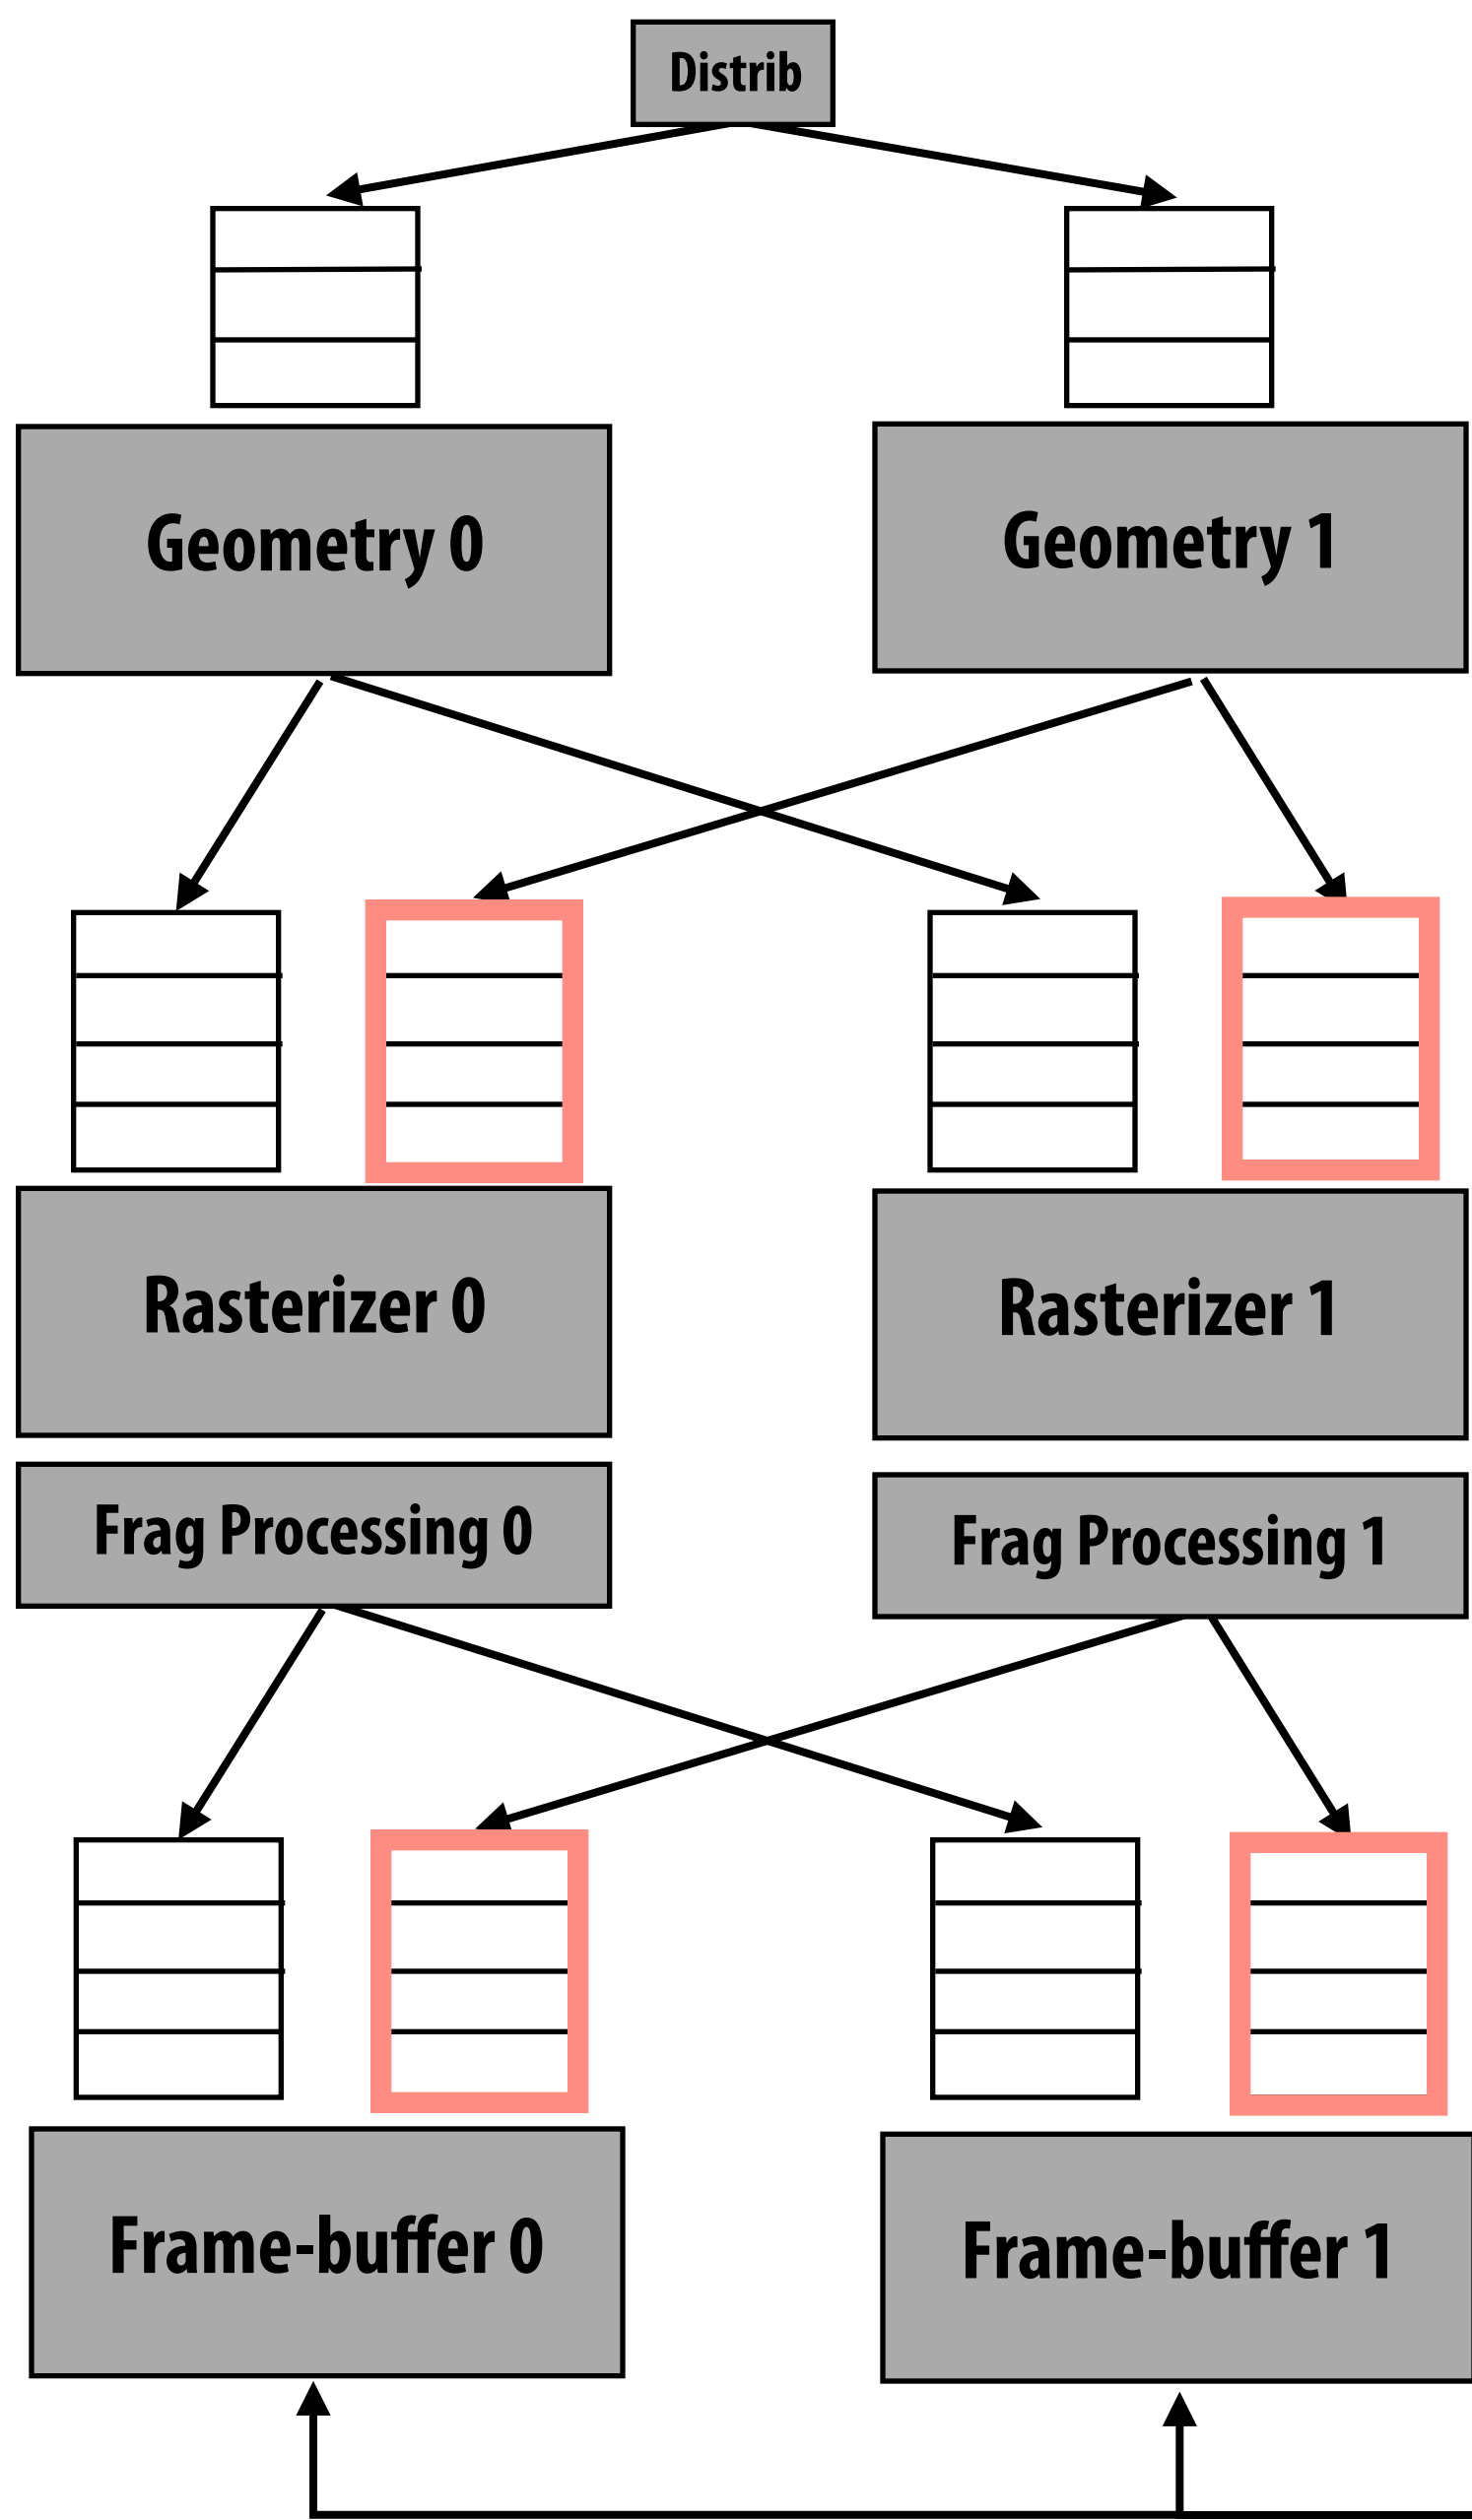 Distrib
Geometry 0
Geometry 1
Rasterizer 0
Rasterizer 1
Frag Processing 0
Frag Processing 1
Frame-buffer 0
Frame-buffer 1